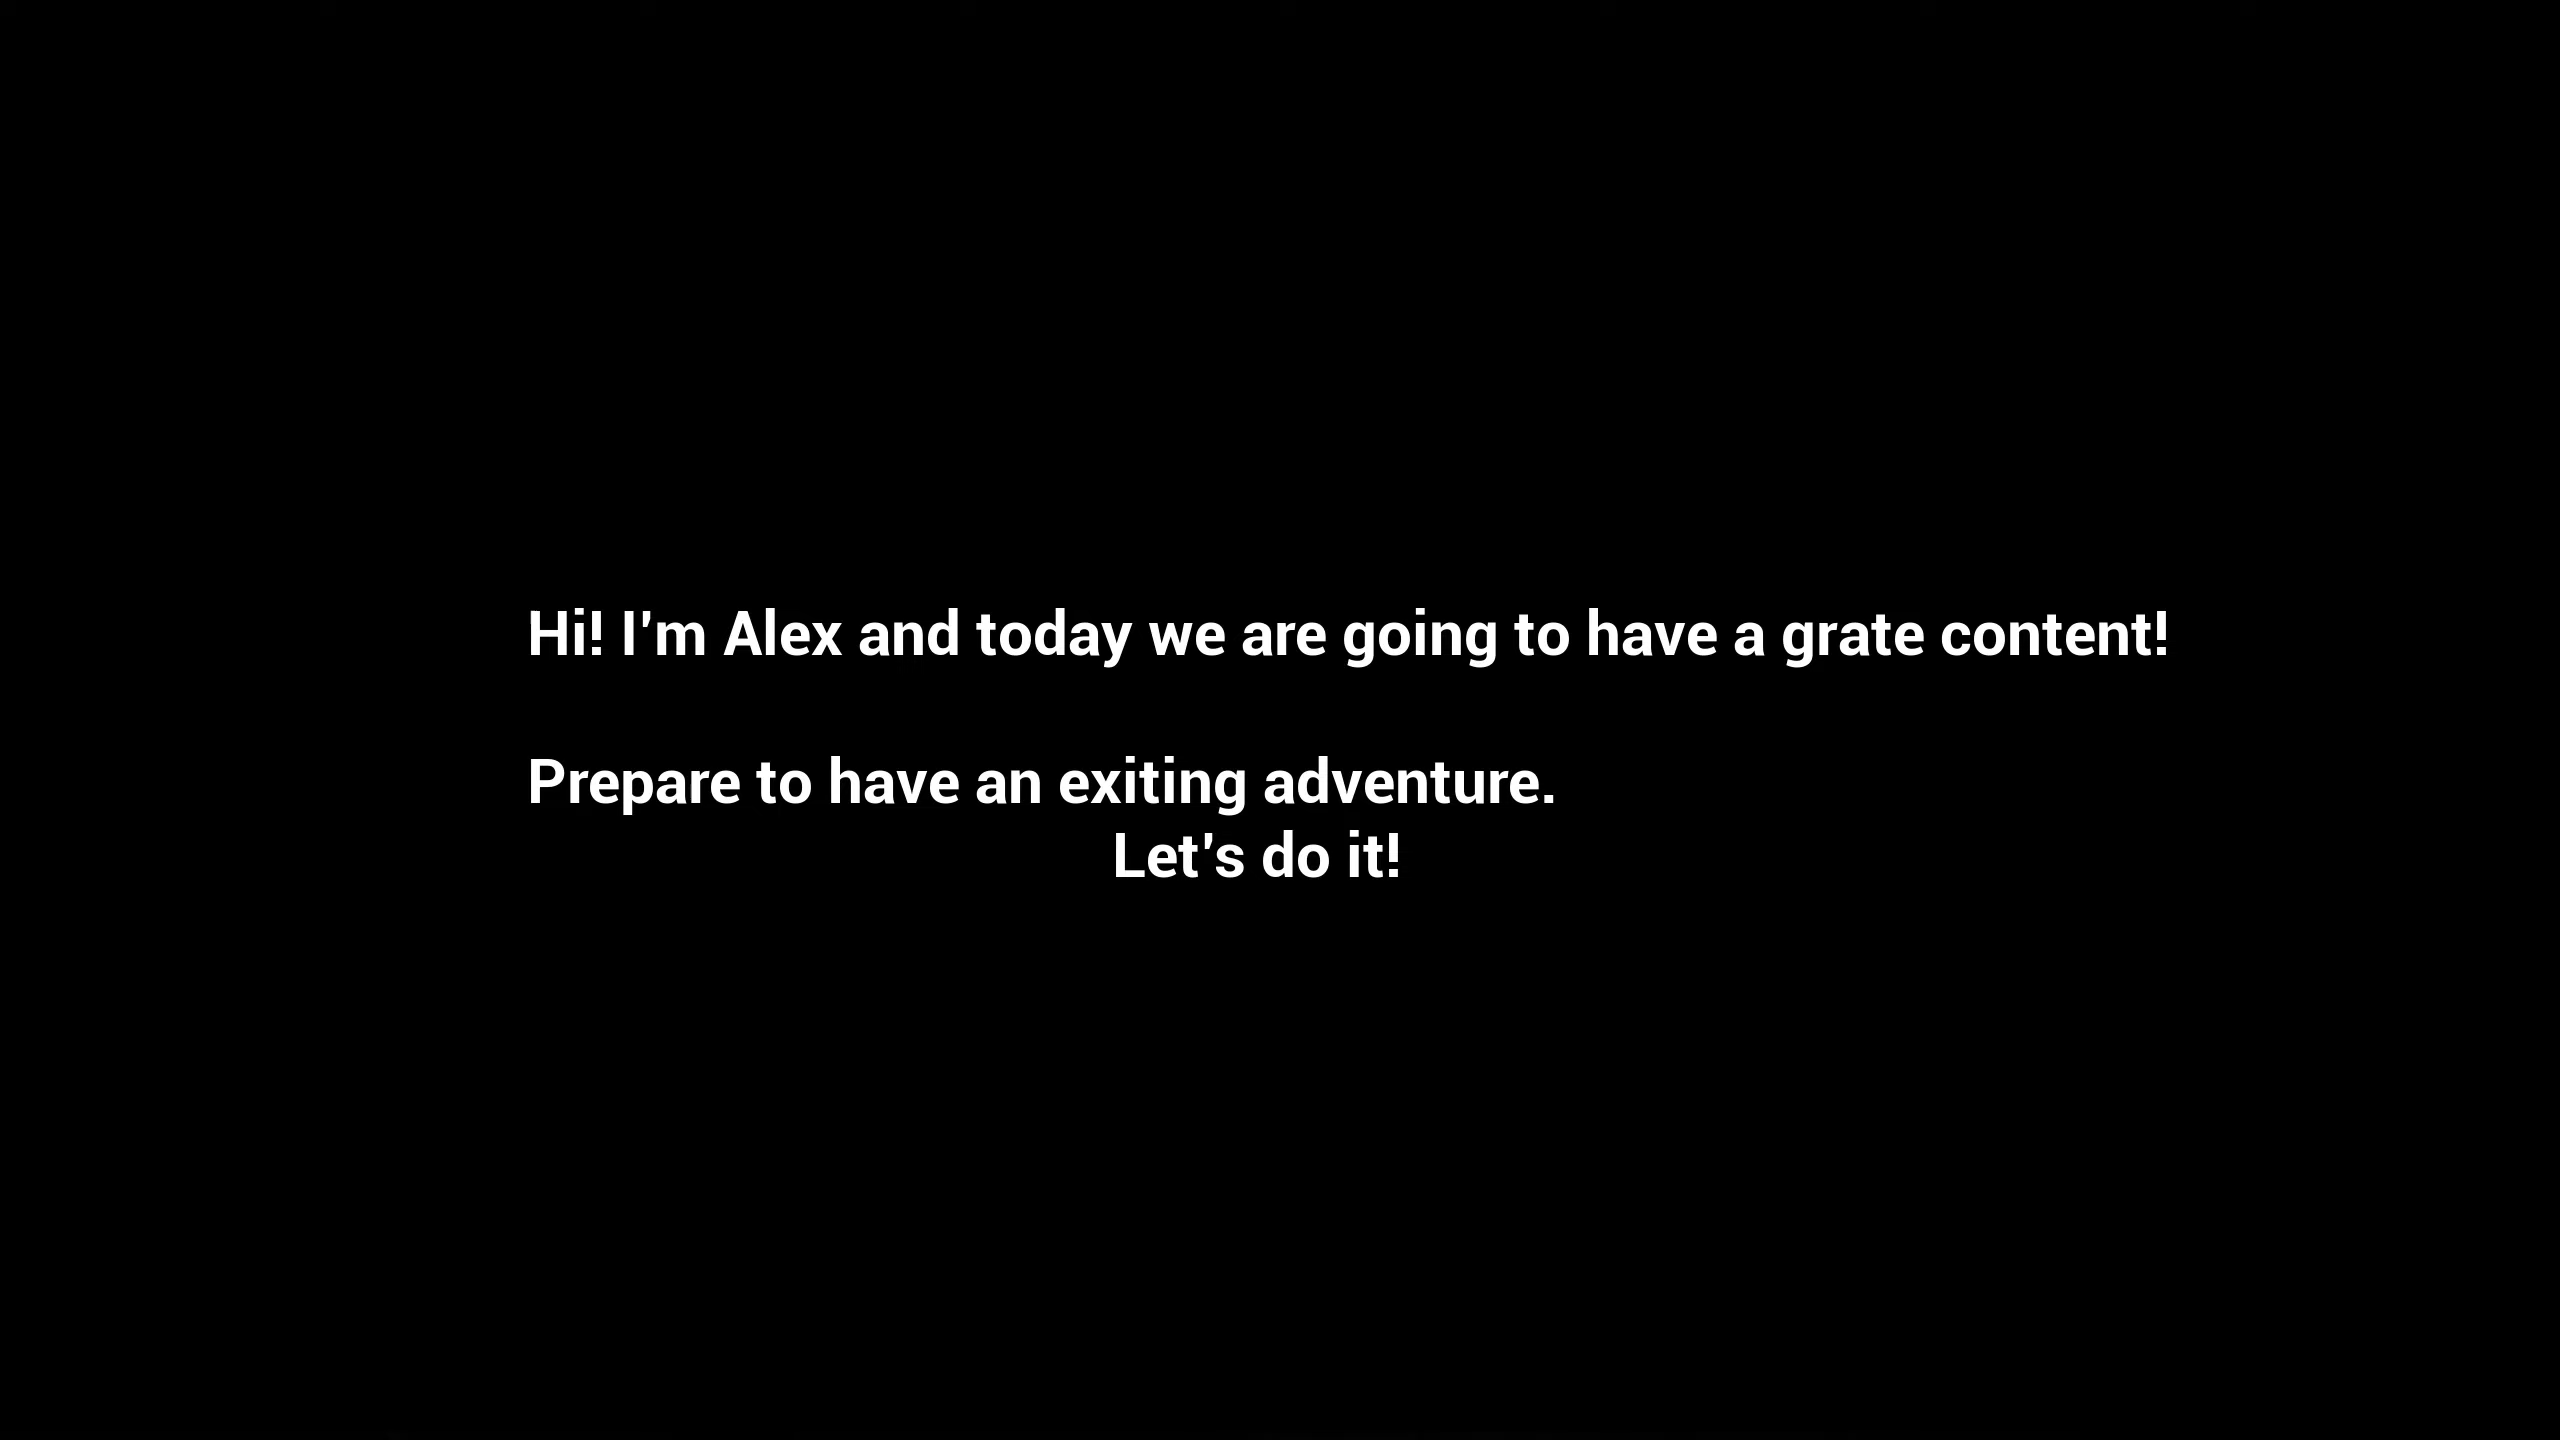 Hi! I'm Alex and today we are going to have a grate content!
Prepare to have an exiting adventure.
Let's do it!